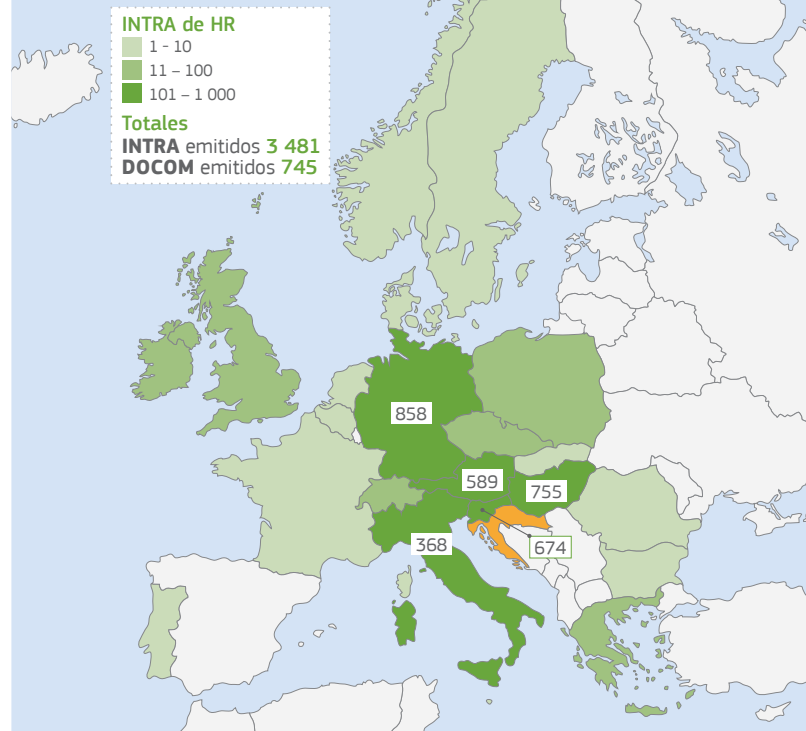 INTRA de HR
1 - 10
11 – 100
101 – 1 000
Totales
INTRA emitidos 3 481
DOCOM emitidos 745
858
589
755
368
674